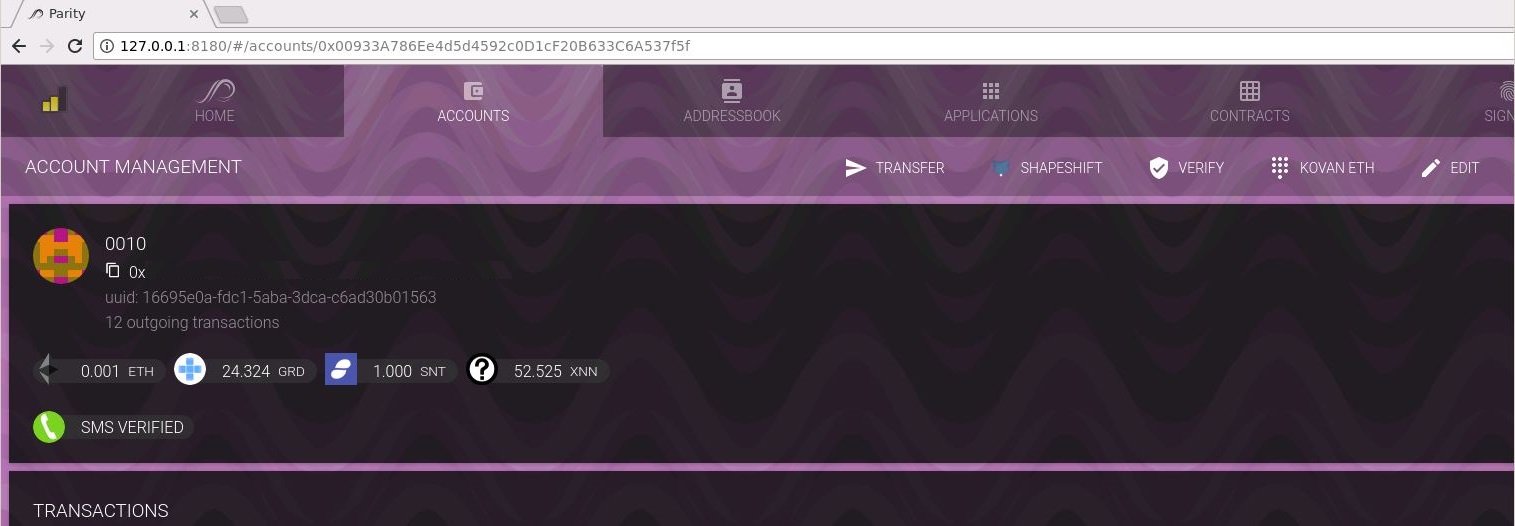 Parity
127.0.0.1:8180/#/accounts/0x00933A786Ee4d5d4592c0D1cF20B633C6A537f5f
HOME ACCOUNTS ADDRESSBOOK APPLICATIONS CONTRACTS SIGN
ACCOUNT MANAGEMENT TRANSFER SHAPESHIFT VERIFY KOVAN ETH EDIT
0010
0x
uuid: 16695e0a-fdc1-5aba-3dca-c6ad30b01563
12 outgoing transactions
0.001 ETH 24.324 GRD 1.000 SNT 52.525 XNN
SMS VERIFIED
TRANSACTIONS